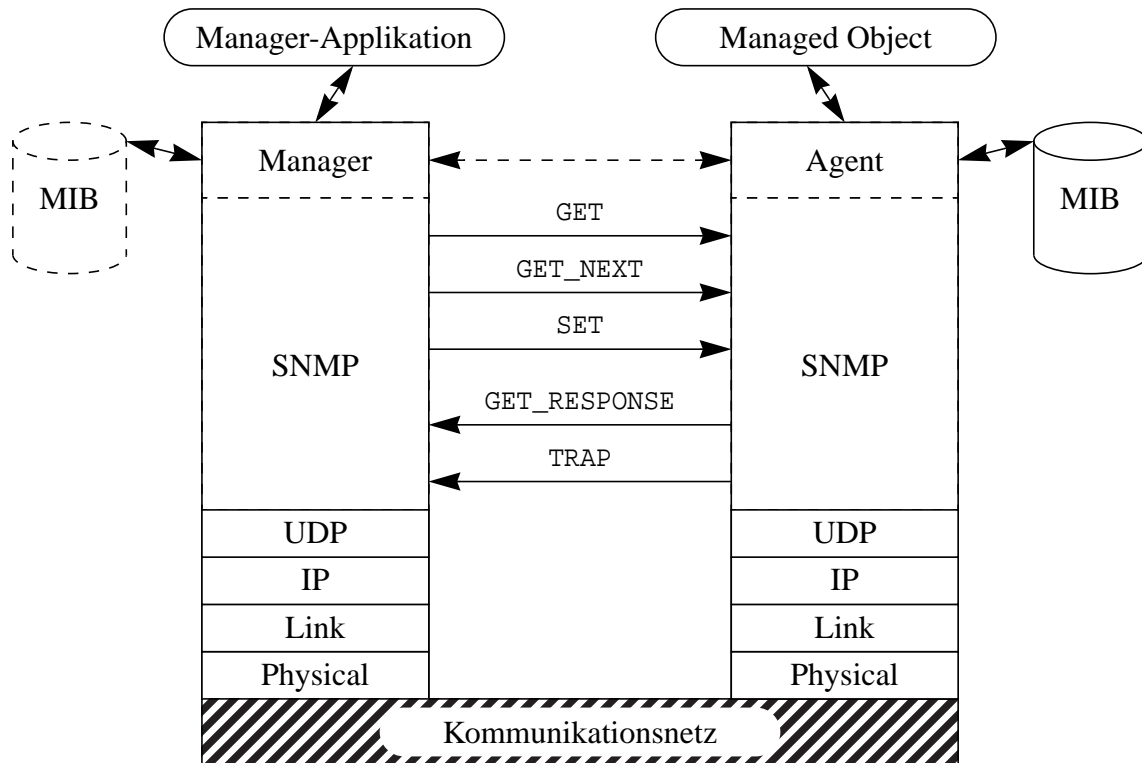 Manager-Applikation
Managed Object
Manager
Agent
MIB
MIB
GET
GET_NEXT
SET
SNMP
SNMP
GET_RESPONSE
TRAP
UDP
UDP
IP
IP
Link
Link
Physical
Physical
Kommunikationsnetz